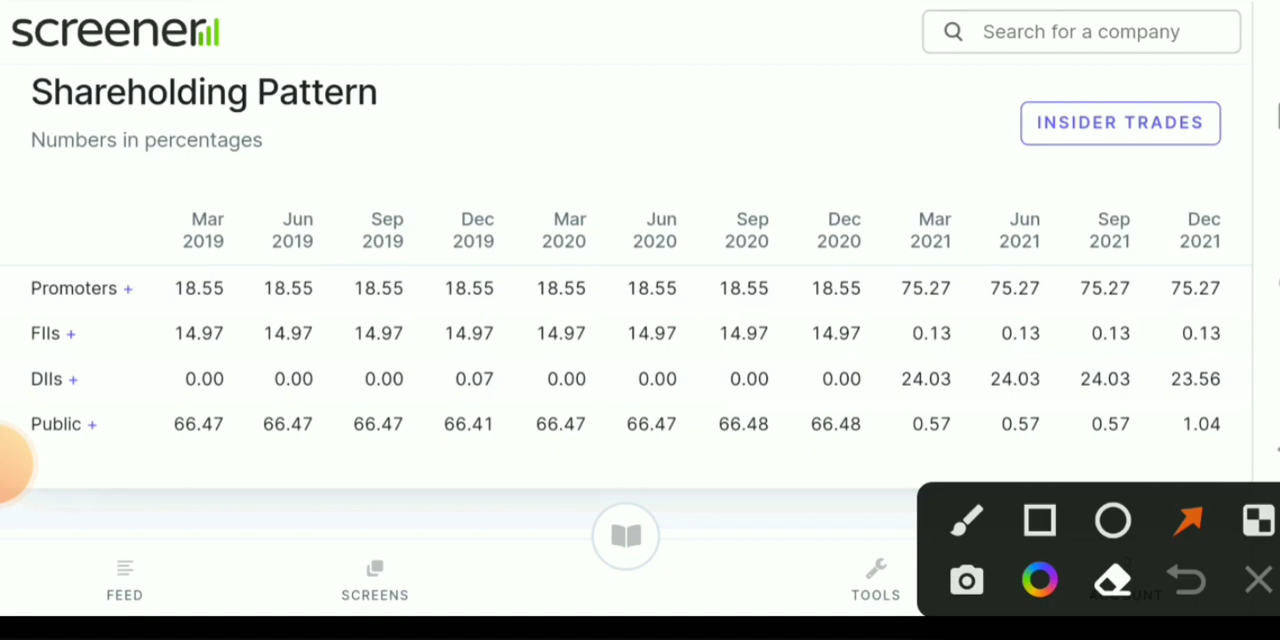 screener
Search for a company
Shareholding Pattern
INSIDER TRADES
Numbers in percentages
Mar Jun Sep Dec Mar Jun Sep Dec Mar Jun Sep Dec
2019 2019 2019 2019 2020 2020 2020 2020 2021 2021 2021 2021
Promoters + 18.55 18.55 18.55 18.55 18.55 18.55 18.55 18.55 75.27 75.27 75.27 75.27
FIIs + 14.97 14.97 14.97 14.97 14.97 14.97 14.97 14.97 0.13 0.13 0.13 0.13
DIIs + 0.00 0.00 0.00 0.07 0.00 0.00 0.00 0.00 24.03 24.03 24.03 23.56
Public + 66.47 66.47 66.47 66.41 66.47 66.47 66.48 66.48 0.57 0.57 0.57 1.04
FEED SCREENS TOOLS